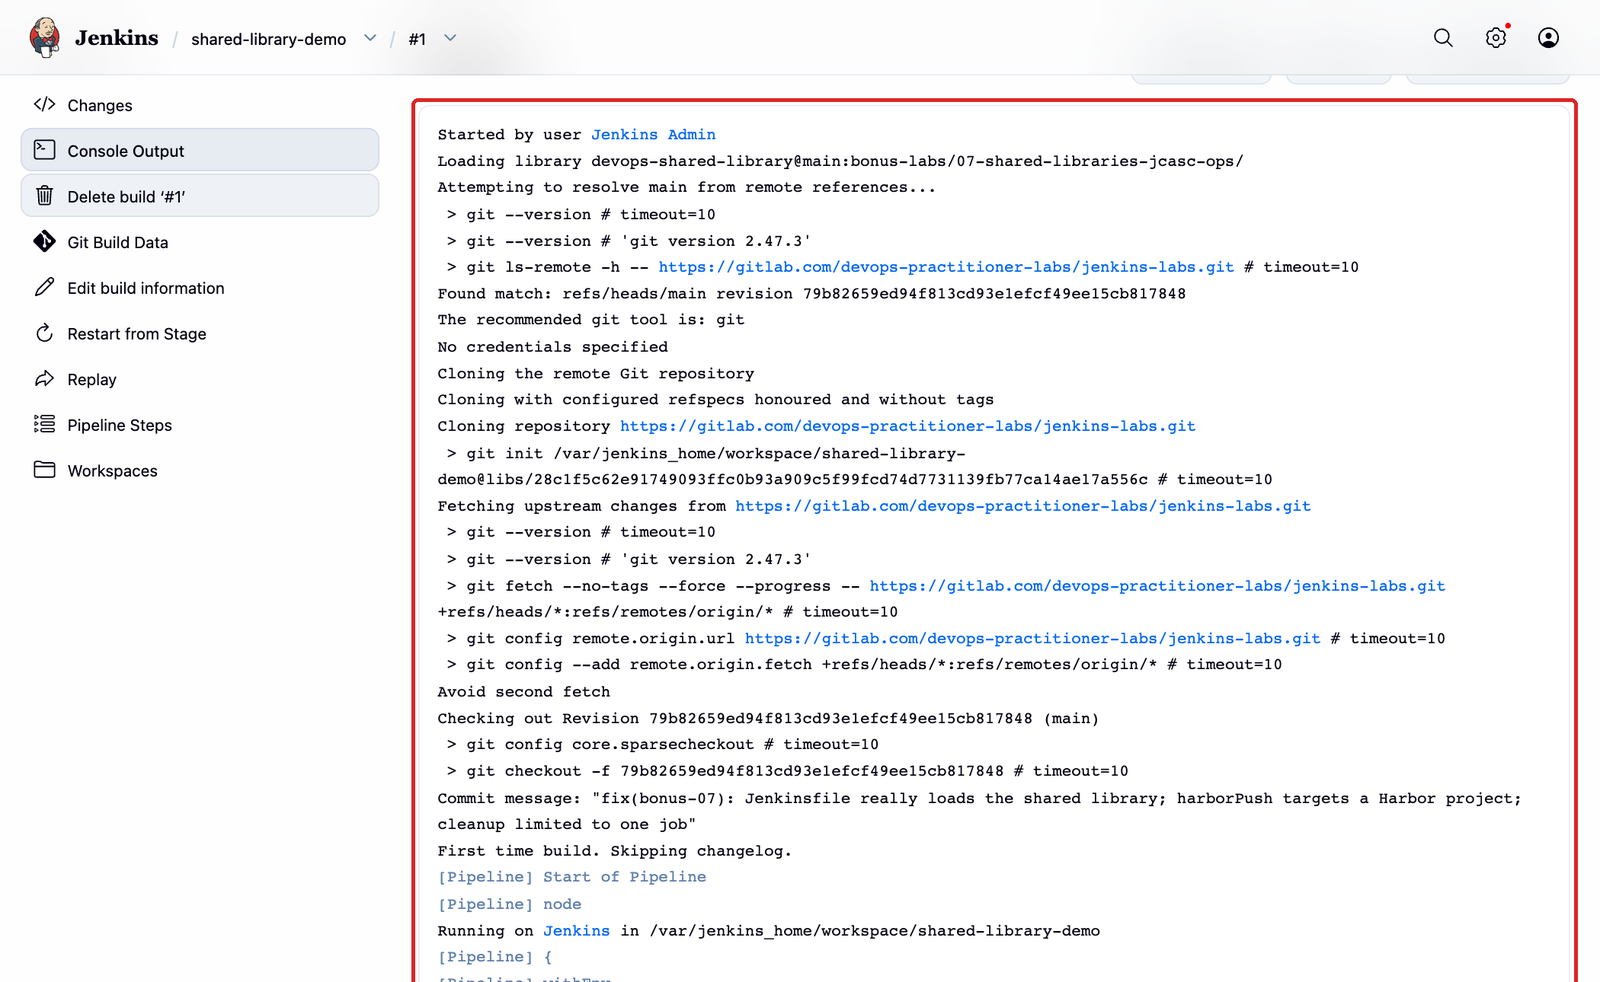 Jenkins / shared-library-demo / #1
Changes
Console Output
Delete build ‘#1’
Git Build Data
Edit build information
Restart from Stage
Replay
Pipeline Steps
Workspaces
Started by user Jenkins Admin
Loading library devops-shared-library@main:bonus-labs/07-shared-libraries-jcasc-ops/
Attempting to resolve main from remote references...
> git --version # timeout=10
> git --version # 'git version 2.47.3'
> git ls-remote -h -- https://gitlab.com/devops-practitioner-labs/jenkins-labs.git # timeout=10
Found match: refs/heads/main revision 79b82659ed94f813cd93e1efcf49ee15cb817848
The recommended git tool is: git
No credentials specified
Cloning the remote Git repository
Cloning with configured refspecs honoured and without tags
Cloning repository https://gitlab.com/devops-practitioner-labs/jenkins-labs.git
> git init /var/jenkins_home/workspace/shared-library-
demo@libs/28c1f5c62e91749093ffc0b93a909c5f99fcd74d7731139fb77ca14ae17a556c # timeout=10
Fetching upstream changes from https://gitlab.com/devops-practitioner-labs/jenkins-labs.git
> git --version # timeout=10
> git --version # 'git version 2.47.3'
> git fetch --no-tags --force --progress -- https://gitlab.com/devops-practitioner-labs/jenkins-labs.git
+refs/heads/*:refs/remotes/origin/* # timeout=10
> git config remote.origin.url https://gitlab.com/devops-practitioner-labs/jenkins-labs.git # timeout=10
> git config --add remote.origin.fetch +refs/heads/*:refs/remotes/origin/* # timeout=10
Avoid second fetch
Checking out Revision 79b82659ed94f813cd93e1efcf49ee15cb817848 (main)
> git config core.sparsecheckout # timeout=10
> git checkout -f 79b82659ed94f813cd93e1efcf49ee15cb817848 # timeout=10
Commit message: "fix(bonus-07): Jenkinsfile really loads the shared library; harborPush targets a Harbor project;
cleanup limited to one job"
First time build. Skipping changelog.
[Pipeline] Start of Pipeline
[Pipeline] node
Running on Jenkins in /var/jenkins_home/workspace/shared-library-demo
[Pipeline] {
[Pipeline] withEnv